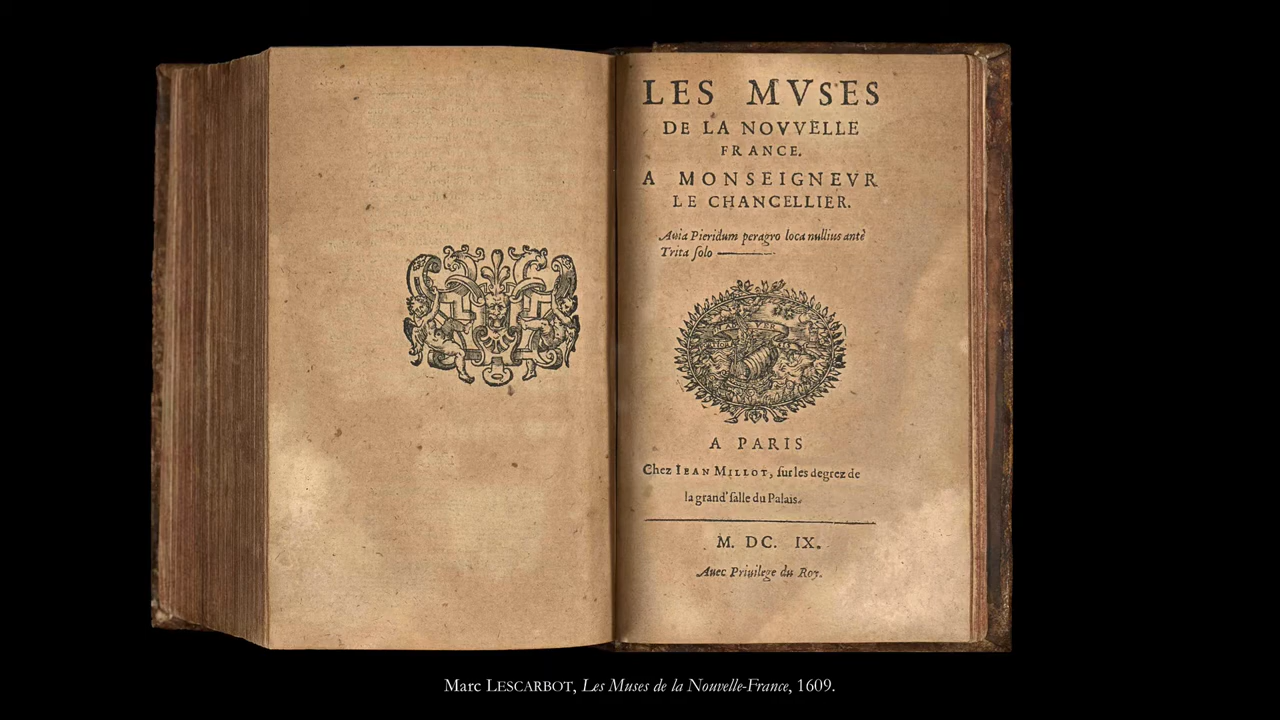 LES MVSES
DE LA NOVVELLE
FRANCE.
A MONSEIGNEVR
LE CHANCELLIER.
Auia Pieridum peragro loca nullius antè
Trita ſolo
A PARIS
Chez IEAN MILLOT, ſur les degrez de
la grand' ſalle du Palais.
M. DC. IX.
Auec Priuilege du Roy.
Marc LESCARBOT, Les Muses de la Nouvelle-France, 1609.